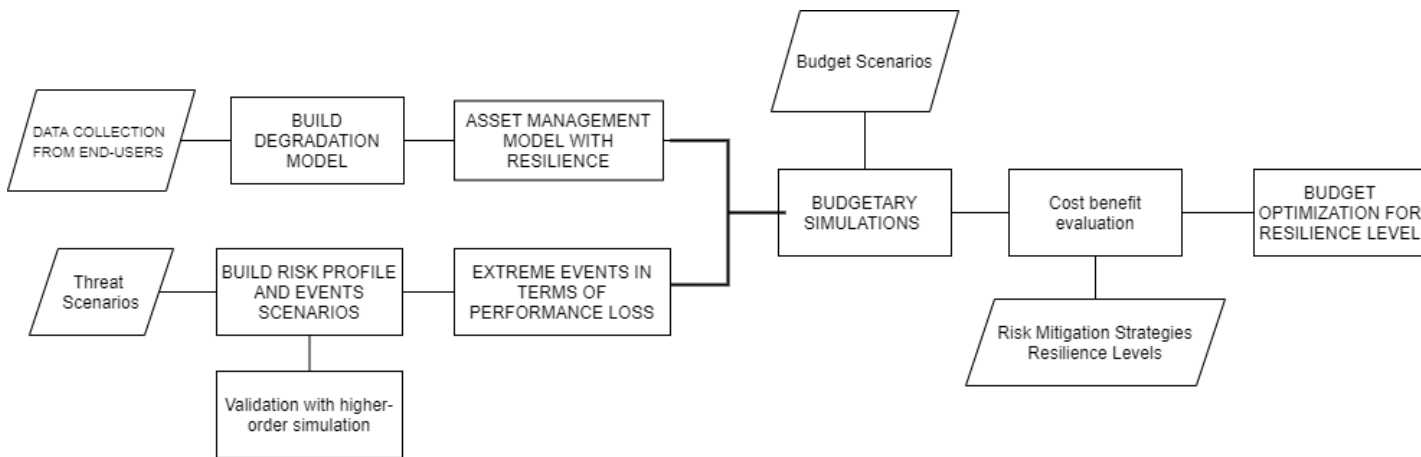 Budget Scenarios
DATA COLLECTION
FROM END-USERS
BUILD
DEGRADATION
MODEL
ASSET MANAGEMENT
MODEL WITH
RESILIENCE
BUDGETARY
SIMULATIONS
Cost benefit
evaluation
BUDGET
OPTIMIZATION FOR
RESILIENCE LEVEL
Threat
Scenarios
BUILD RISK PROFILE
AND EVENTS
SCENARIOS
EXTREME EVENTS IN
TERMS OF
PERFORMANCE LOSS
Risk Mitigation Strategies
Resilience Levels
Validation with higher-
order simulation